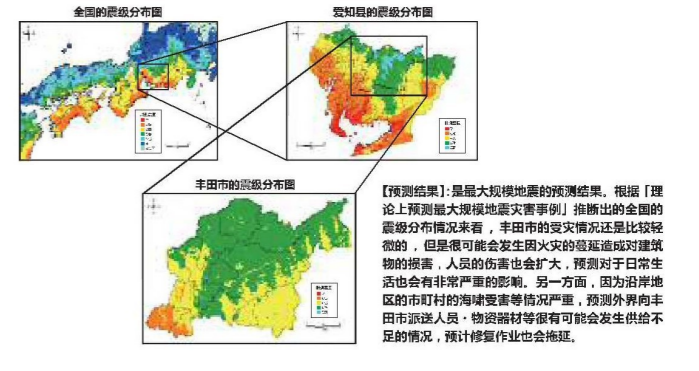 全国的震级分布图
爱知县的震级分布图
丰田市的震级分布图
【预测结果】：是最大规模地震的预测结果。根据「理
论上预测最大规模地震灾害事例」推断出的全国的
震级分布情况来看，丰田市的受灾情况还是比较轻
微的，但是很可能会发生因火灾的蔓延造成对建筑
物的损害，人员的伤害也会扩大，预测对于日常生
活也会有非常严重的影响。另一方面，因为沿岸地
区的市町村的海啸受害等情况严重，预测外界向丰
田市派送人员·物资器材等很有可能会发生供给不
足的情况，预计修复作业也会拖延。